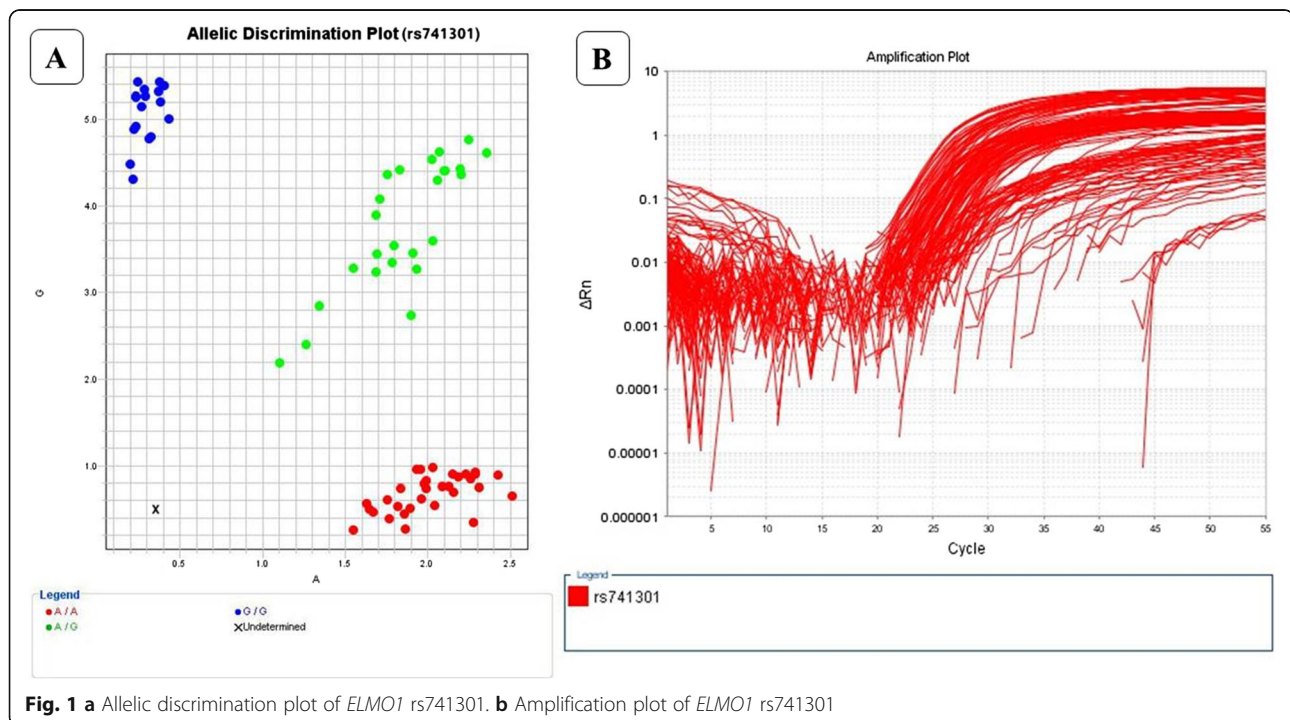 A
Allelic Discrimination Plot (rs741301)
5.0
4.0
G
3.0
2.0
1.0
X
0.5
1.0
1.5
2.0
2.5
A
Legend
A / A
G / G
A / G
XUndetermined
B
Amplification Plot
10
1
0.1
0.01
ΔRn
0.001
0.0001
0.00001
0.000001
5
10
15
20
25
30
35
40
45
50
55
Cycle
Legend
rs741301
Fig. 1 a Allelic discrimination plot of ELMO1 rs741301. b Amplification plot of ELMO1 rs741301